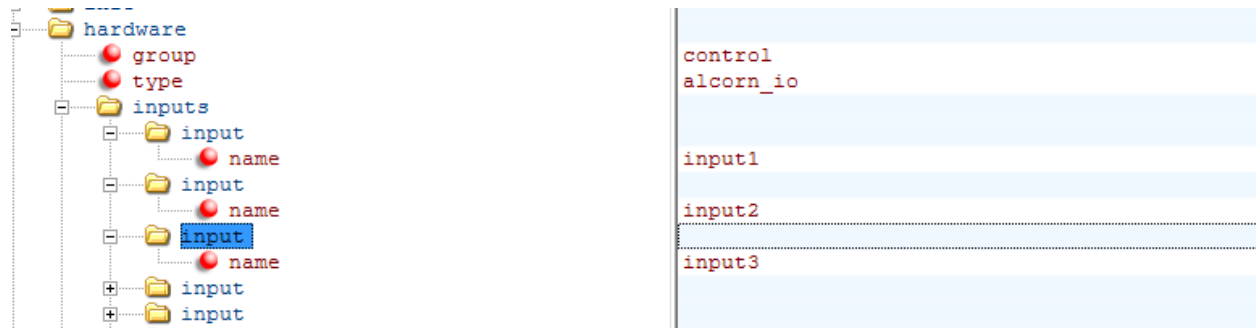 hardware
group control
type alcorn_io
inputs
input
name input1
input
name input2
input
name input3
input
input